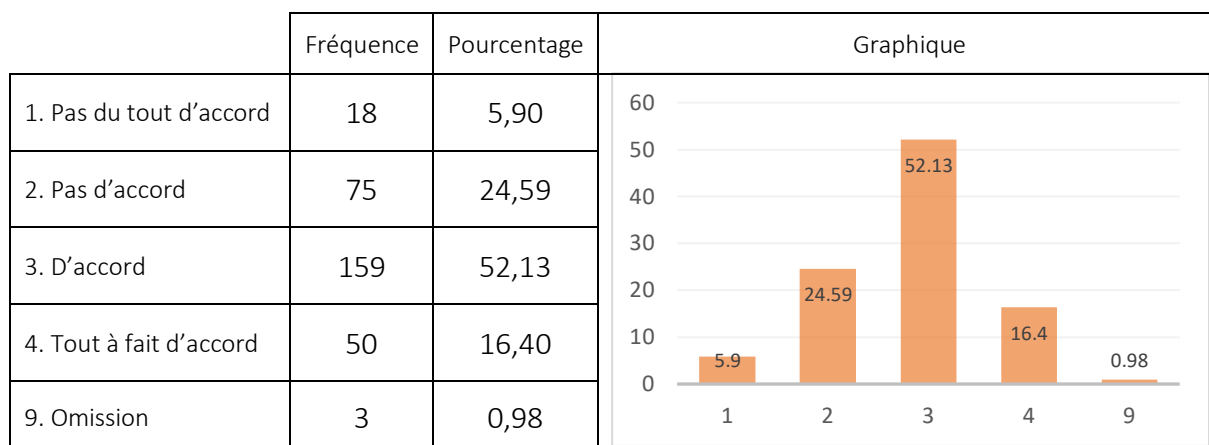 Fréquence Pourcentage Graphique
1. Pas du tout d’accord 18 5,90
2. Pas d’accord 75 24,59
3. D’accord 159 52,13
4. Tout à fait d’accord 50 16,40
9. Omission 3 0,98
60
50
52.13
40
30
24.59
20
16.4
10
5.9 0.98
0
1 2 3 4 9